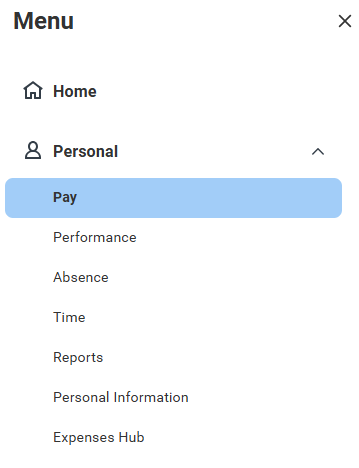 Menu
Home
Personal
Pay
Performance
Absence
Time
Reports
Personal Information
Expenses Hub